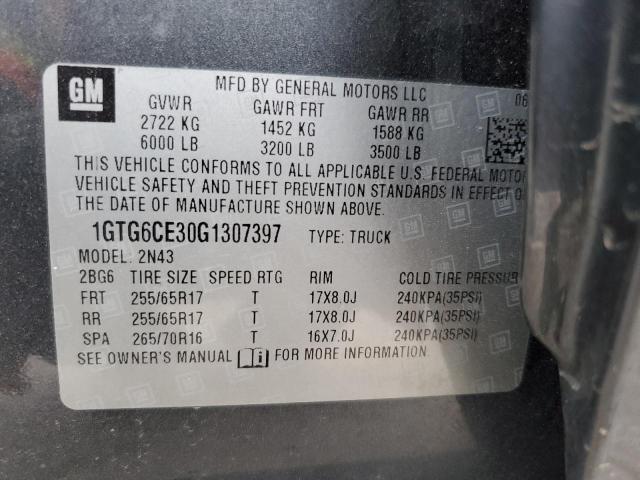 GM
MFD BY GENERAL MOTORS LLC 06
GVWR GAWR FRT GAWR RR
2722 KG 1452 KG 1588 KG
6000 LB 3200 LB 3500 LB
THIS VEHICLE CONFORMS TO ALL APPLICABLE U.S. FEDERAL MOTOR
VEHICLE SAFETY AND THEFT PREVENTION STANDARDS IN EFFECT O
THE DATE OF MANUFACTURE SHOWN ABOVE.
1GTG6CE30G1307397 TYPE: TRUCK
MODEL: 2N43
2BG6 TIRE SIZE SPEED RTG RIM COLD TIRE PRESSUR
FRT 255/65R17 T 17X8.0J 240KPA(35PSI)
RR 255/65R17 T 17X8.0J 240KPA(35PSI)
SPA 265/70R16 T 16X7.0J 240KPA(35PSI)
SEE OWNER'S MANUAL FOR MORE INFORMATION.